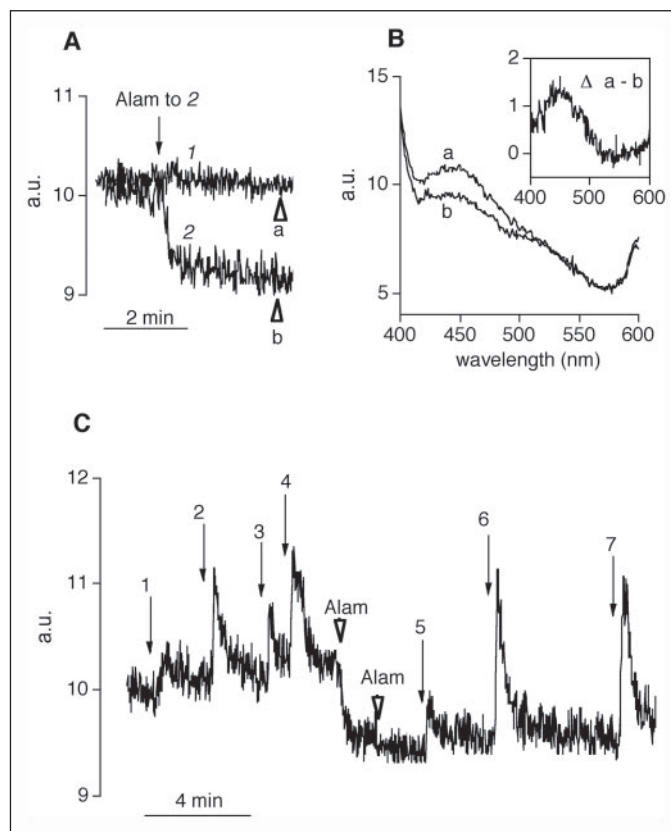 A
11
Alam to 2
1
10
a.u.
a
2
9
b
2 min
B
15
a
10
a.u.
b
5
400 450 500 550 600
wavelength (nm)
2
Δ a - b
1
0
400 500 600
C
12
4
2
6
3
7
1
11
Alam
a.u.
Alam
5
10
9
4 min